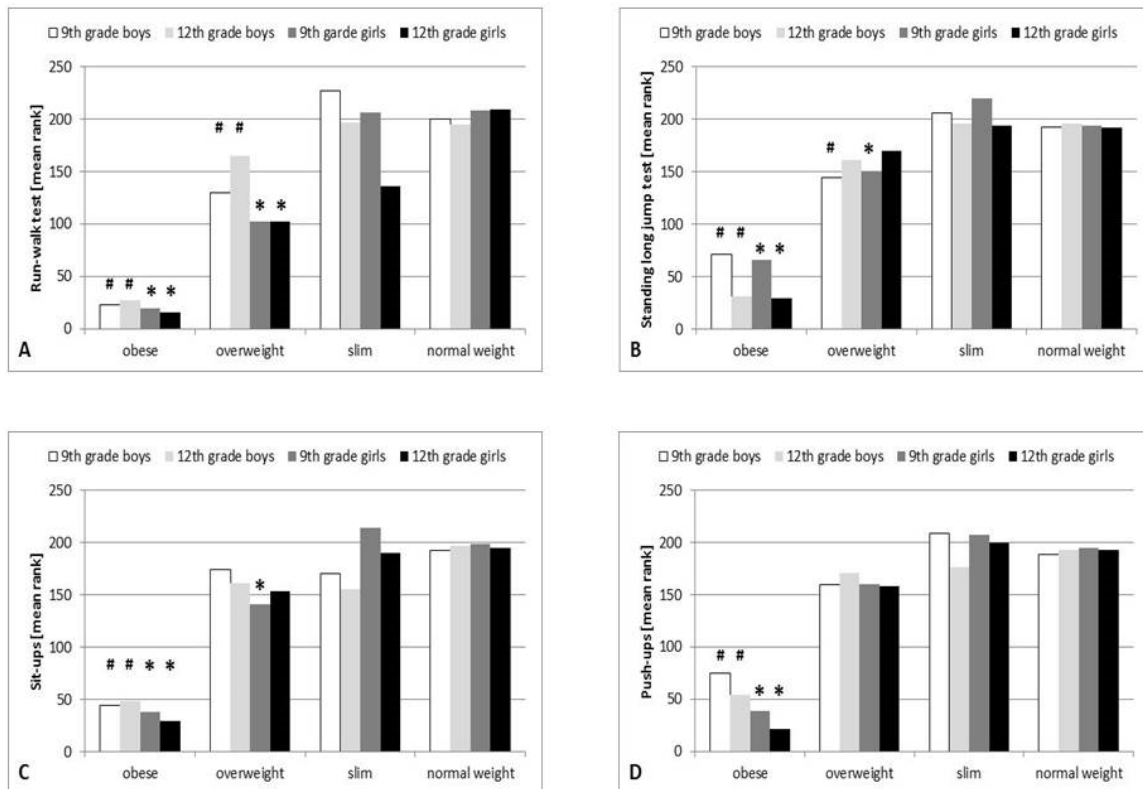 □9th grade boys ■12th grade boys ■9th garde girls ■12th grade girls
250
200
150
100
50
0
Run-walk test [mean rank]
# #
* *
# #
* *
obese overweight slim normal weight
A
□9th grade boys ■12th grade boys ■9th grade girls ■12th grade girls
250
200
150
100
50
0
Standing long jump test [mean rank]
# #
* *
# *
obese overweight slim normal weight
B
□9th grade boys ■12th grade boys ■9th grade girls ■12th grade girls
250
200
150
100
50
0
Sit-ups [mean rank]
# # * *
*
obese overweight slim normal weight
C
□9th grade boys ■12th grade boys ■9th grade girls ■12th grade girls
250
200
150
100
50
0
Push-ups [mean rank]
# #
* *
obese overweight slim normal weight
D